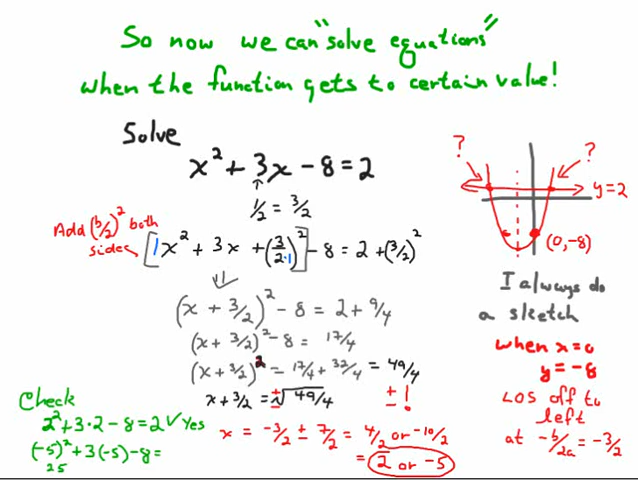 So now we can "solve equations"
when the function gets to certain value!
Solve
x² + 3x - 8 = 2
↑
1/2 = 3/2
Add (b/2)² both
sides
[1x² + 3x + (3/2·1)²] - 8 = 2 + (3/2)²
(x + 3/2)² - 8 = 2 + 9/4
(x + 3/2)² - 8 = 17/4
(x + 3/2)² = 17/4 + 32/4 = 49/4
x + 3/2 = ±√49/4
± !
x = -3/2 ± 7/2 = 4/2 or -10/2
= 2 or -5
Check
2² + 3·2 - 8 = 2 ✓ Yes
(-5)² + 3(-5) - 8 =
25
? ?
y = 2
(0, -8)
I always do
a sketch
when x = 0
y = -8
LOS off to
left
at -b/2a = -3/2